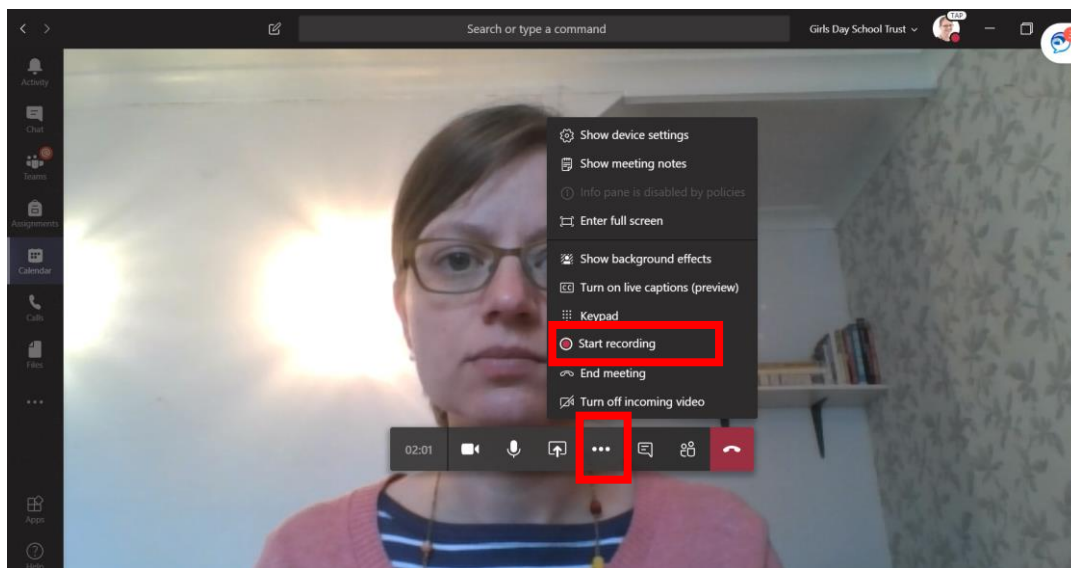 Search or type a command
Girls Day School Trust
TAP
Activity
Chat
Teams
Assignments
Calendar
Calls
Files
Apps
Help
Show device settings
Show meeting notes
Info pane is disabled by policies
Enter full screen
Show background effects
CC Turn on live captions (preview)
Keypad
Start recording
End meeting
Turn off incoming video
02:01